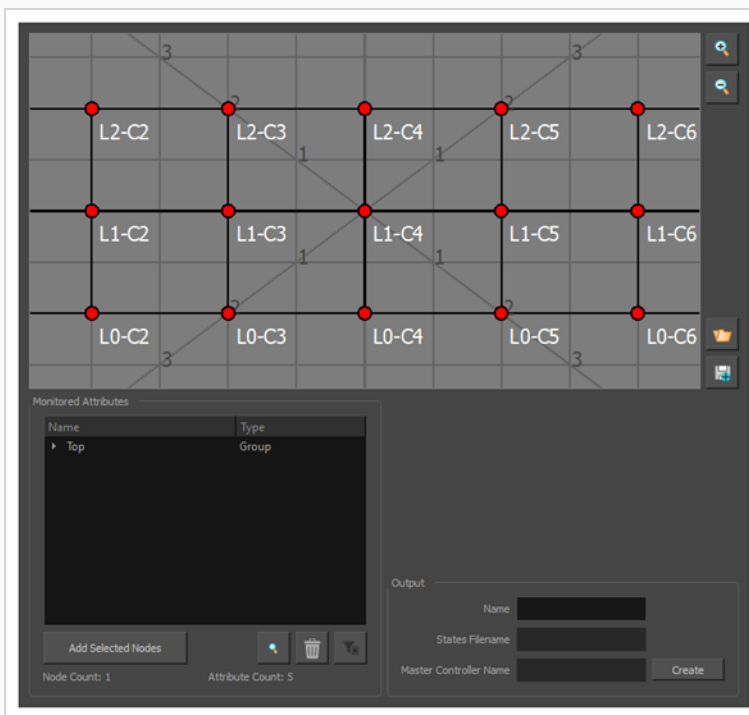 3 3
2 2
L2-C2 L2-C3 L2-C4 L2-C5 L2-C6
1 1
L1-C2 L1-C3 L1-C4 L1-C5 L1-C6
1 1
2 2
L0-C2 L0-C3 L0-C4 L0-C5 L0-C6
3 3
Monitored Attributes
Name Type
Top Group
Add Selected Nodes
Node Count: 1 Attribute Count: 5
Output
Name
States Filename
Master Controller Name Create